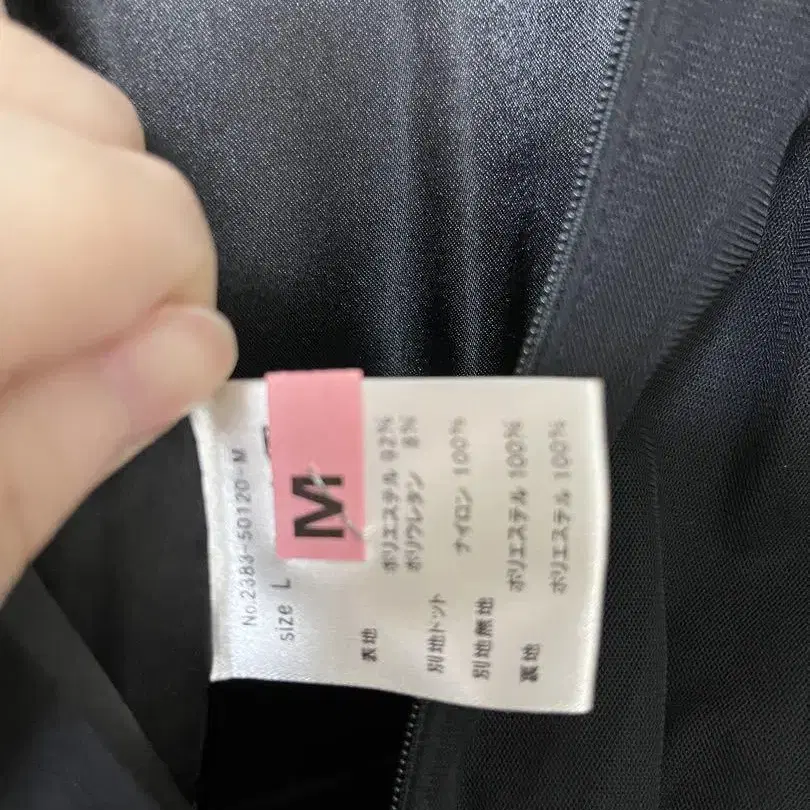 No.2383-50120-M
size L
M
表地 ポリエステル 92%
ポリウレタン 8%
別地ドット ナイロン 100%
別地無地 ポリエステル 100%
裏地 ポリエステル 100%